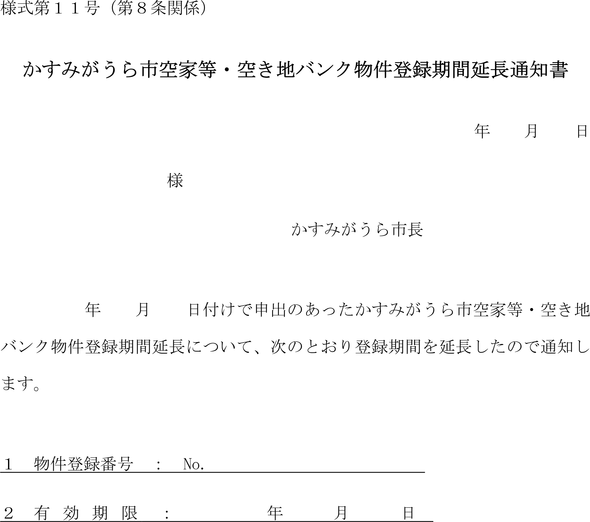 様式第１１号（第８条関係）
かすみがうら市空家等・空き地バンク物件登録期間延長通知書
年　　月　　日
様
かすみがうら市長
年　　月　　日付けで申出のあったかすみがうら市空家等・空き地
バンク物件登録期間延長について、次のとおり登録期間を延長したので通知し
ます。
１　物件登録番号　：　No.
２　有 効 期 限　：　　　　　年　　　月　　　日